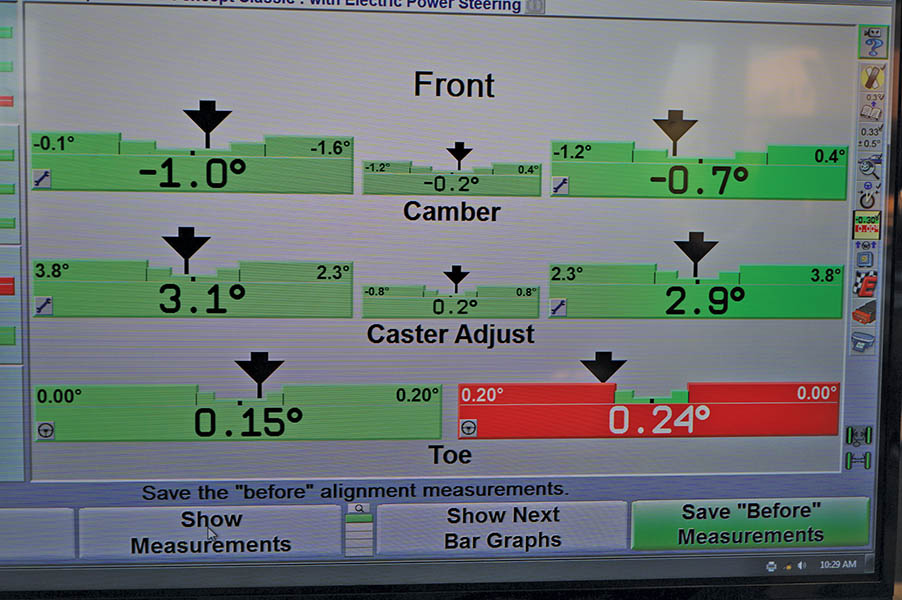 Concept Classic : with Electric Power Steering
Front
-0.1° -1.6° -1.2° 0.4° -1.2° 0.4°
-1.0° -0.2° -0.7°
Camber
3.8° 2.3° -0.8° 0.8° 2.3° 3.8°
3.1° 0.2° 2.9°
Caster Adjust
0.00° 0.20° 0.20° 0.00°
0.15° 0.24°
Toe
Save the "before" alignment measurements.
Show
Measurements
Show Next
Bar Graphs
Save "Before"
Measurements
10:29 AM
0.33°
± 0.5°